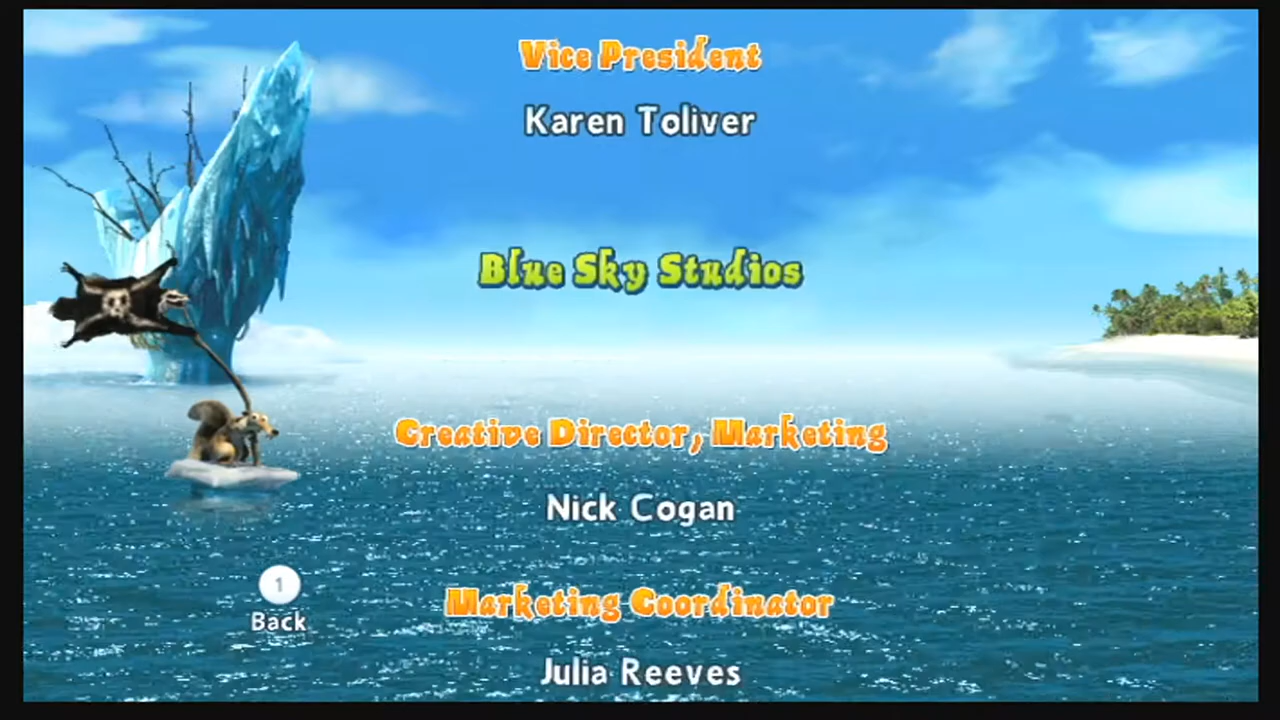 Vice President
Karen Toliver
Blue Sky Studios
Creative Director, Marketing
Nick Cogan
1
Back
Marketing Coordinator
Julia Reeves